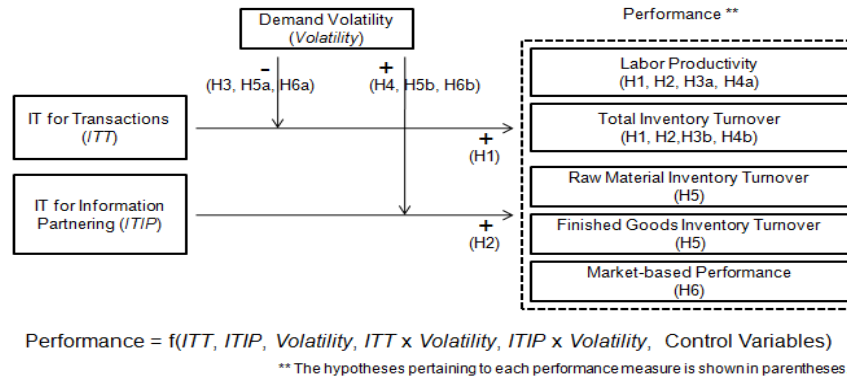 Demand Volatility
(Volatility)
Performance **
-
+
(H3, H5a, H6a)
(H4, H5b, H6b)
IT for Transactions
(ITT)
+
(H1)
IT for Information
Partnering (ITIP)
+
(H2)
Labor Productivity
(H1, H2, H3a, H4a)
Total Inventory Turnover
(H1, H2,H3b, H4b)
Raw Material Inventory Turnover
(H5)
Finished Goods Inventory Turnover
(H5)
Market-based Performance
(H6)
Performance = f(ITT, ITIP, Volatility, ITT x Volatility, ITIP x Volatility, Control Variables)
** The hypotheses pertaining to each performance measure is shown in parentheses